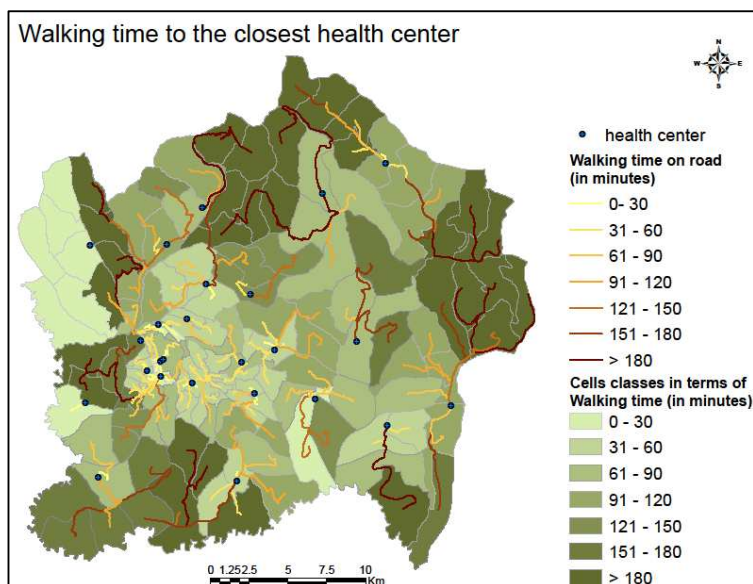 Walking time to the closest health center
N
W E
S
health center
Walking time on road
(in minutes)
0- 30
31 - 60
61 - 90
91 - 120
121 - 150
151 - 180
> 180
Cells classes in terms of
Walking time (in minutes)
0 - 30
31 - 60
61 - 90
91 - 120
121 - 150
151 - 180
> 180
0 1.252.5 5 7.5 10
Km